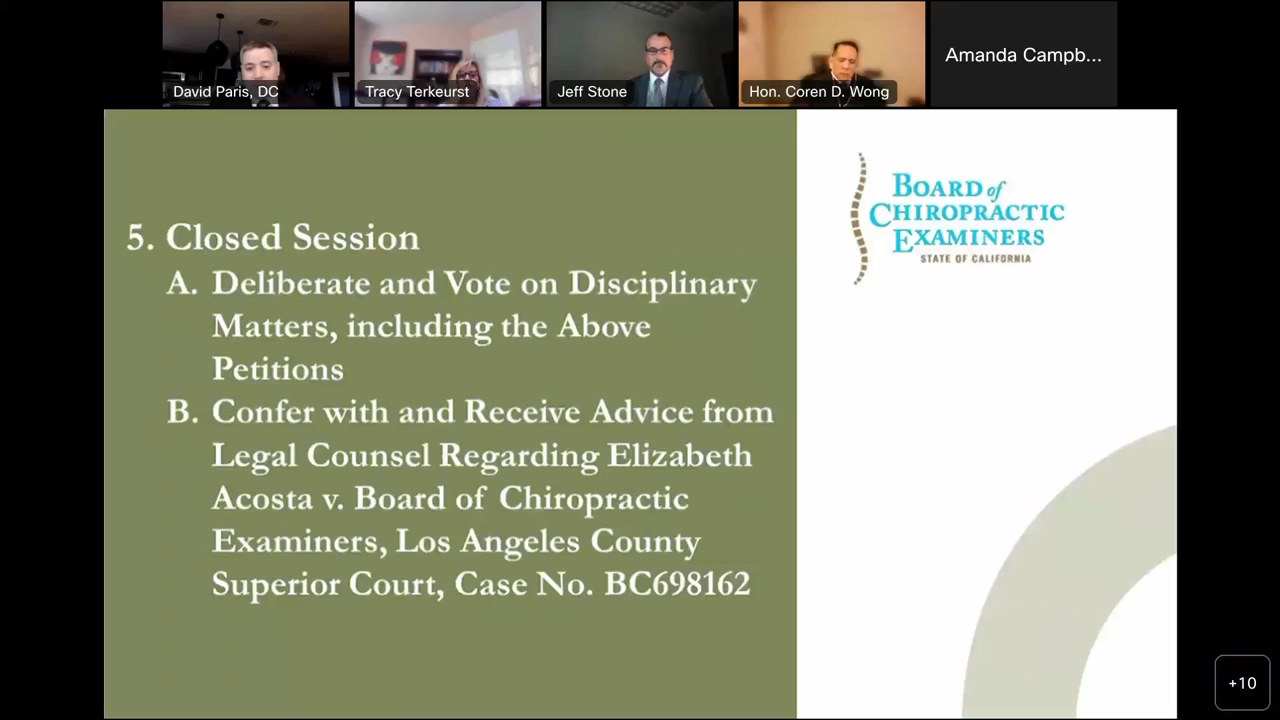 David Paris, DC
Tracy Terkeurst
Jeff Stone
Hon. Coren D. Wong
Amanda Campb...
5. Closed Session
A. Deliberate and Vote on Disciplinary
Matters, including the Above
Petitions
B. Confer with and Receive Advice from
Legal Counsel Regarding Elizabeth
Acosta v. Board of Chiropractic
Examiners, Los Angeles County
Superior Court, Case No. BC698162
BOARD of
CHIROPRACTIC
EXAMINERS
STATE OF CALIFORNIA
+10